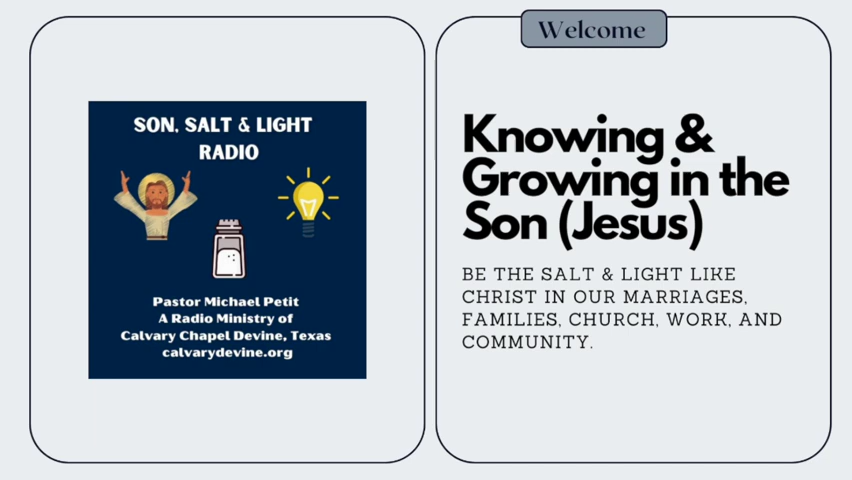 Welcome
SON, SALT & LIGHT
RADIO
Pastor Michael Petit
A Radio Ministry of
Calvary Chapel Devine, Texas
calvarydevine.org
Knowing &
Growing in the
Son (Jesus)
BE THE SALT & LIGHT LIKE
CHRIST IN OUR MARRIAGES,
FAMILIES, CHURCH, WORK, AND
COMMUNITY.